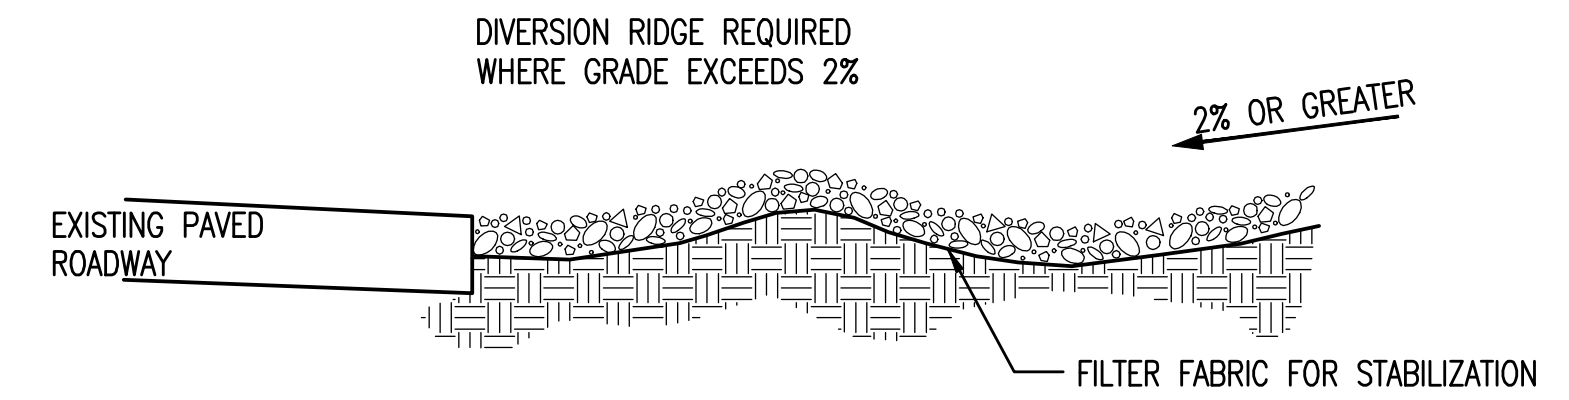 DIVERSION RIDGE REQUIRED
WHERE GRADE EXCEEDS 2%
2% OR GREATER
EXISTING PAVED
ROADWAY
FILTER FABRIC FOR STABILIZATION